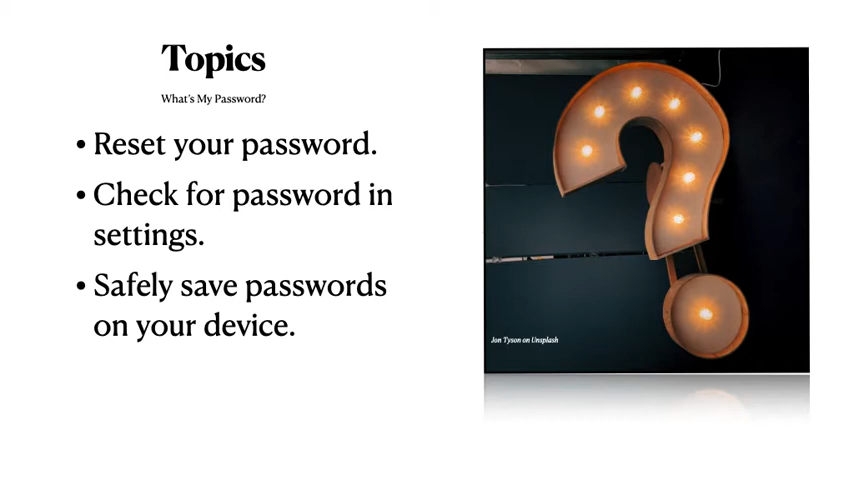 Topics
What's My Password?
• Reset your password.
• Check for password in
settings.
• Safely save passwords
on your device.
Jon Tyson on Unsplash